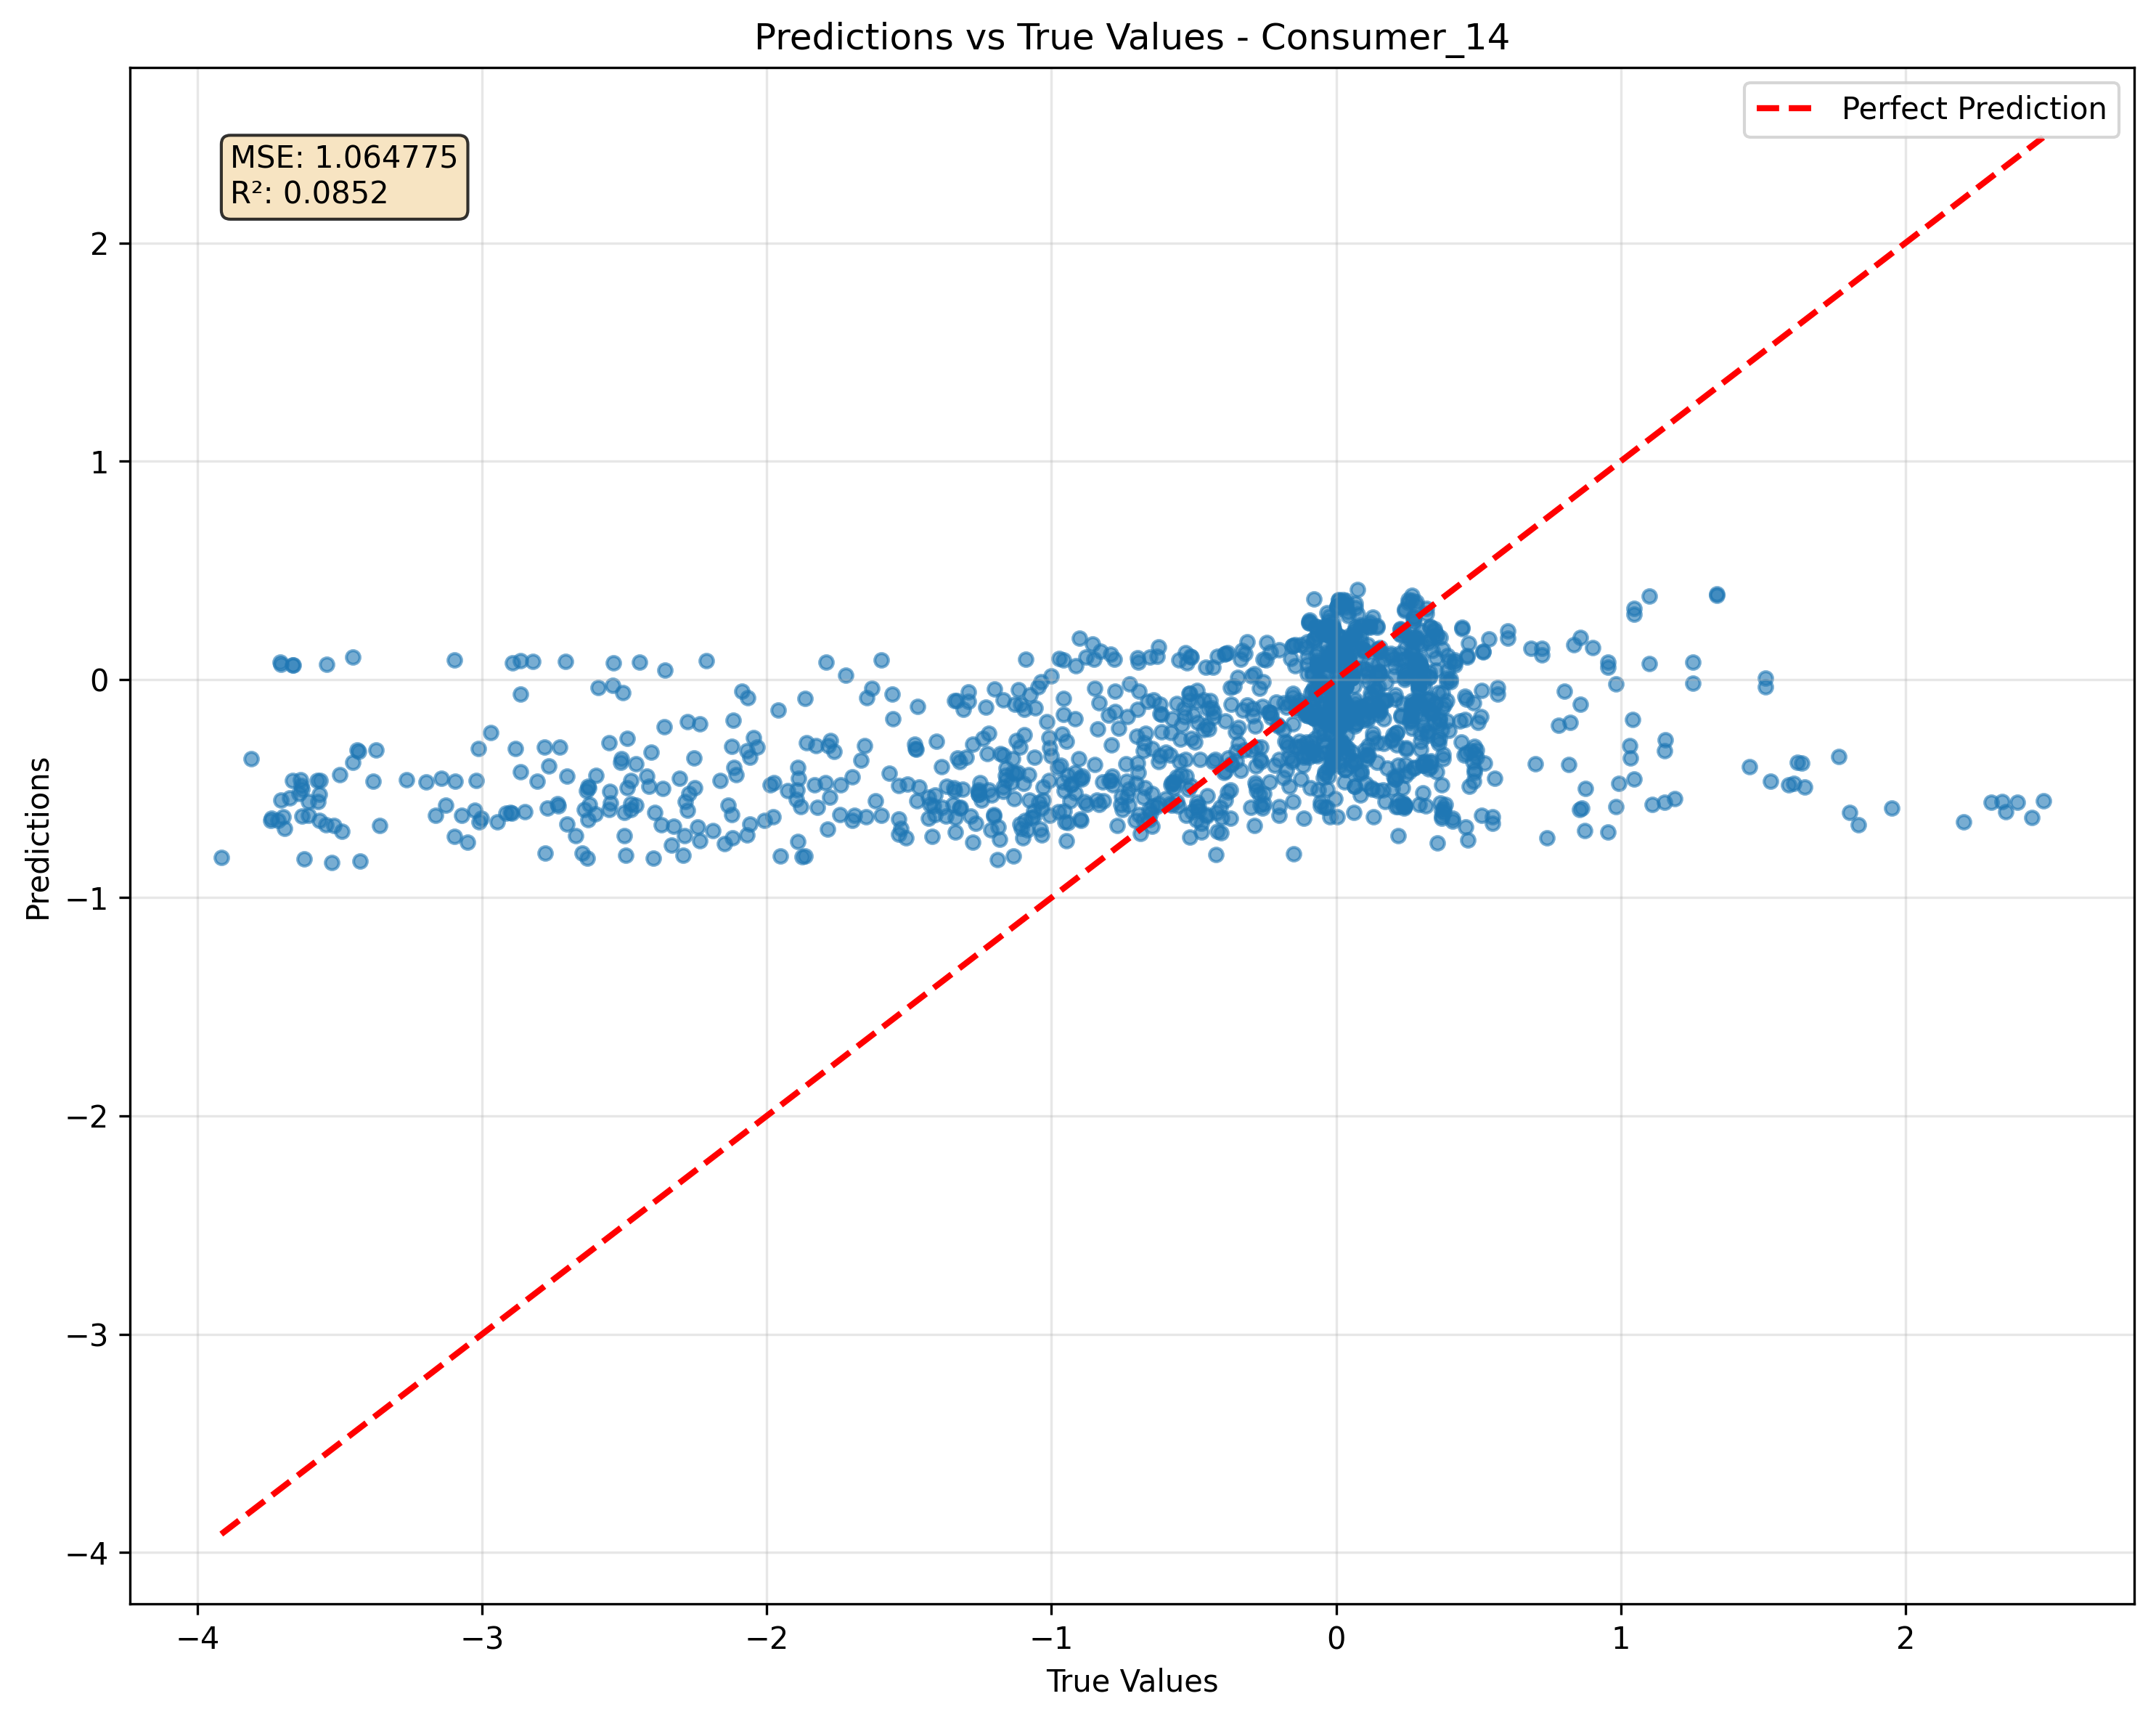 Predictions vs True Values - Consumer_14
Perfect Prediction
MSE: 1.064775
R²: 0.0852
2
1
0
−1
−2
−3
−4
Predictions
−4 −3 −2 −1 0 1 2
True Values